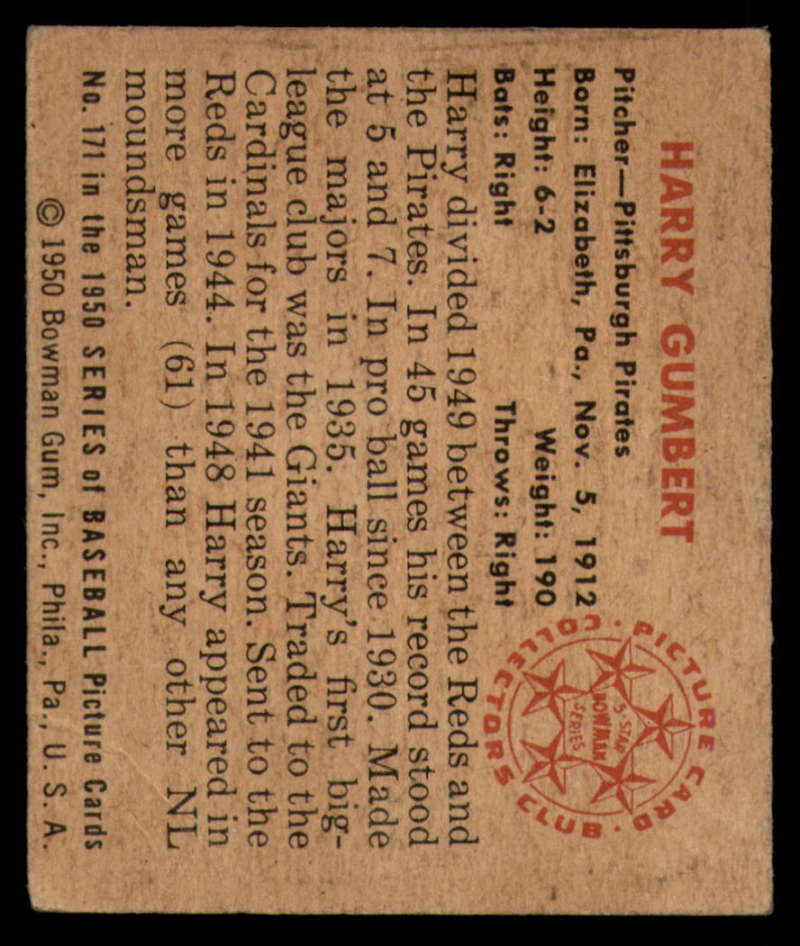 HARRY GUMBERT
Pitcher—Pittsburgh Pirates
Born: Elizabeth, Pa., Nov. 5, 1912
Height: 6-2 Weight: 190
Bats: Right Throws: Right
PICTURE CARD COLLECTORS CLUB
5-STAR
BOWMAN
SERIES
Harry divided 1949 between the Reds and
the Pirates. In 45 games his record stood
at 5 and 7. In pro ball since 1930. Made
the majors in 1935. Harry's first big-
league club was the Giants. Traded to the
Cardinals for the 1941 season. Sent to the
Reds in 1944. In 1948 Harry appeared in
more games (61) than any other NL
moundsman.
No. 171 in the 1950 SERIES of BASEBALL Picture Cards
© 1950 Bowman Gum, Inc., Phila., Pa., U. S. A.